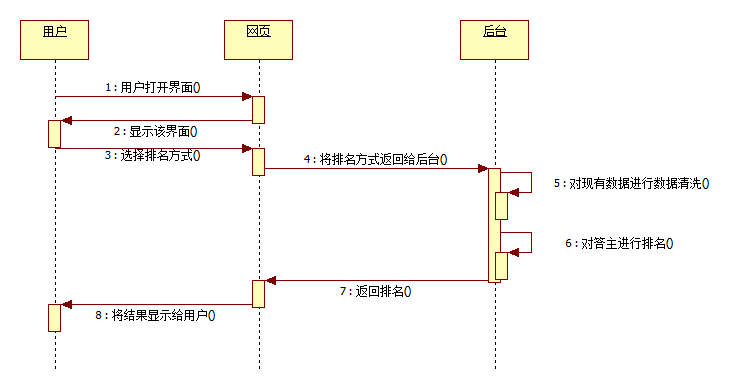 用户
网页
后台
1 : 用户打开界面()
2 : 显示该界面()
3 : 选择排名方式()
4 : 将排名方式返回给后台()
5 : 对现有数据进行数据清洗()
6 : 对答主进行排名()
7 : 返回排名()
8 : 将结果显示给用户()